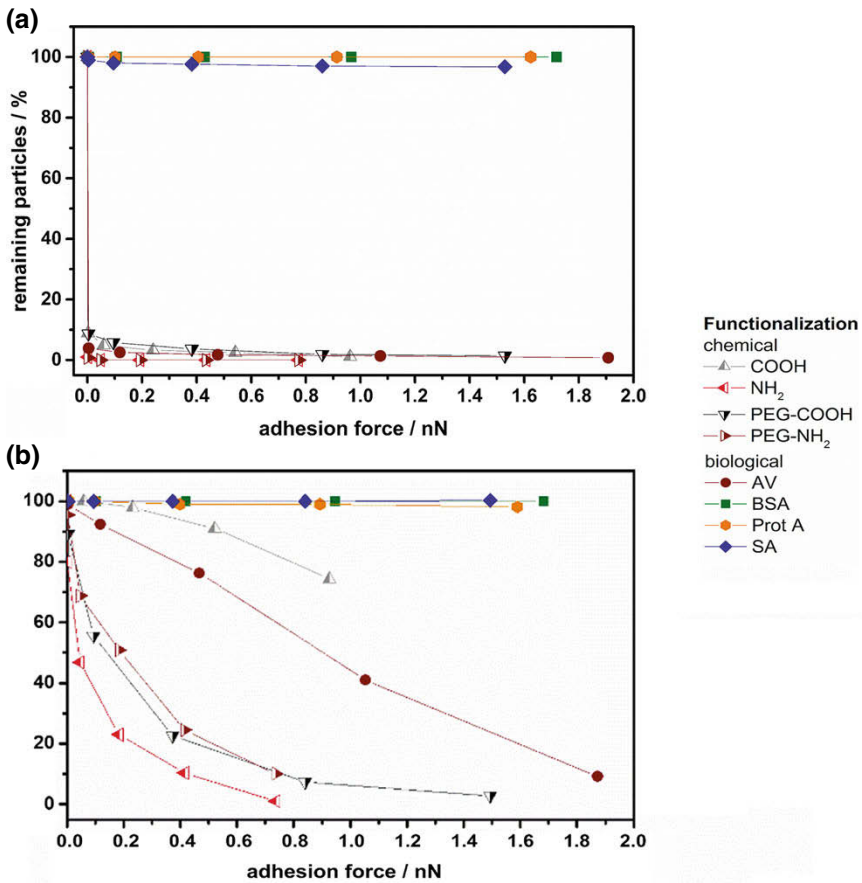 (a)
100
80
60
40
20
0
remaining particles / %
0.0 0.2 0.4 0.6 0.8 1.0 1.2 1.4 1.6 1.8 2.0
adhesion force / nN
Functionalization
chemical
COOH
NH₂
PEG-COOH
PEG-NH₂
biological
AV
BSA
Prot A
SA
(b)
100
80
60
40
20
0
0.0 0.2 0.4 0.6 0.8 1.0 1.2 1.4 1.6 1.8 2.0
adhesion force / nN